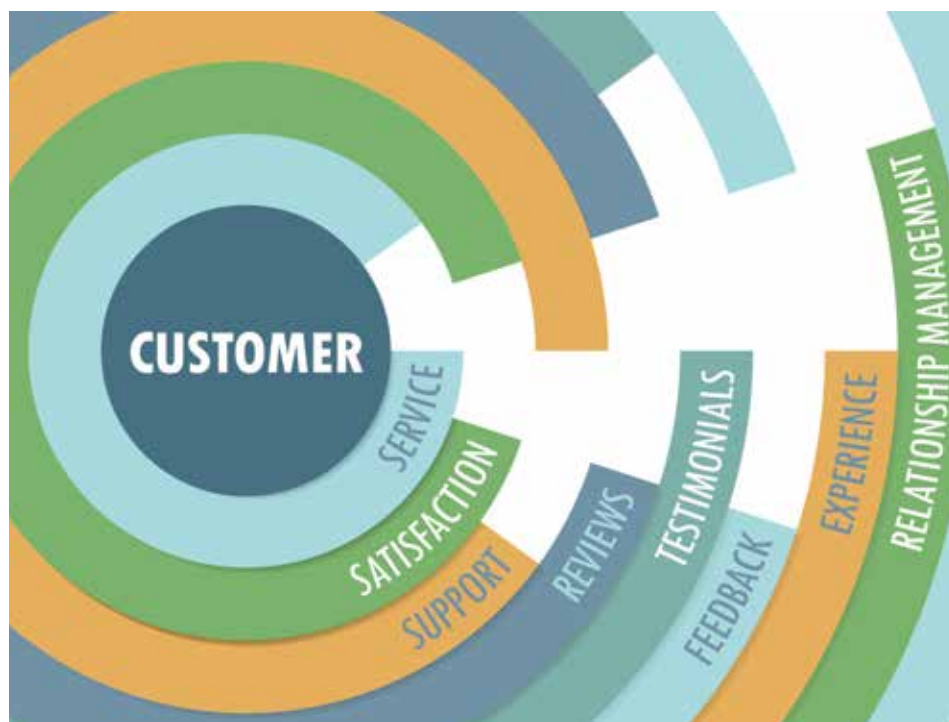 CUSTOMER
SERVICE
SATISFACTION
SUPPORT
REVIEWS
TESTIMONIALS
FEEDBACK
EXPERIENCE
RELATIONSHIP MANAGEMENT